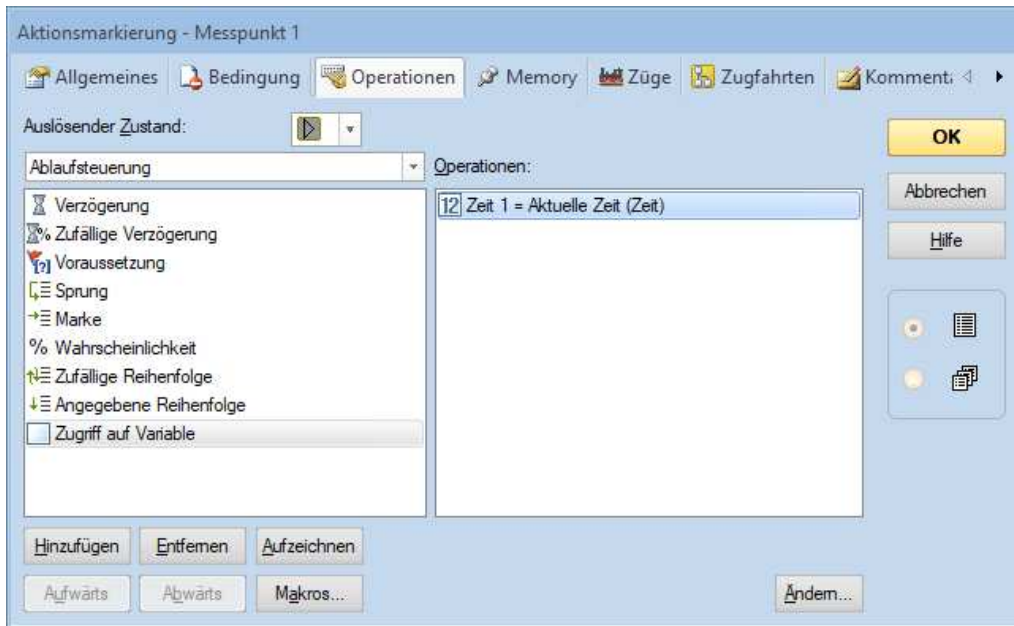 Aktionsmarkierung - Messpunkt 1
Allgemeines Bedingung Operationen Memory Züge Zugfahrten Komment:
Auslösender Zustand:
OK
Ablaufsteuerung
Operationen:
Abbrechen
Verzögerung
12 Zeit 1 = Aktuelle Zeit (Zeit)
% Zufällige Verzögerung
Hilfe
[?] Voraussetzung
Sprung
Marke
% Wahrscheinlichkeit
Zufällige Reihenfolge
Angegebene Reihenfolge
Zugriff auf Variable
Hinzufügen Entfernen Aufzeichnen
Aufwärts Abwärts Makros... Ändern...